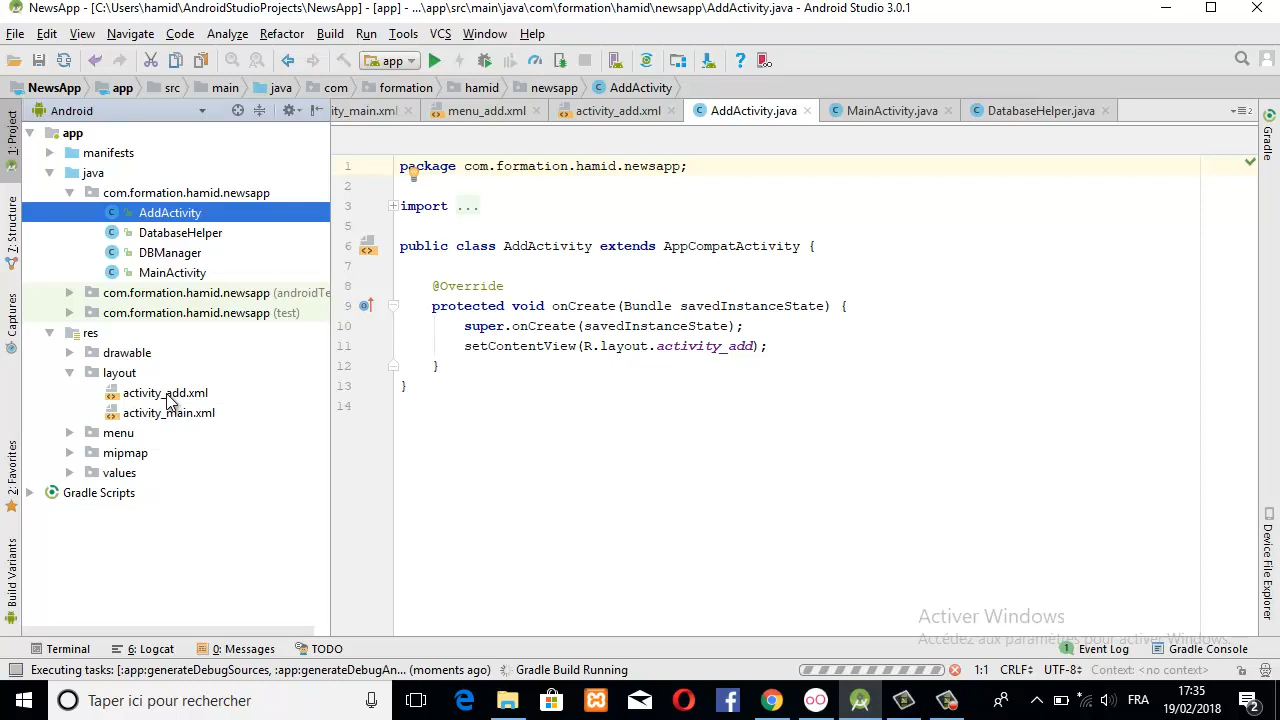 NewsApp - [C:\Users\hamid\AndroidStudioProjects\NewsApp] - [app] - ...\app\src\main\java\com\formation\hamid\newsapp\AddActivity.java - Android Studio 3.0.1
File Edit View Navigate Code Analyze Refactor Build Run Tools VCS Window Help
app
NewsApp app src main java com formation hamid newsapp AddActivity
Android
ity_main.xml menu_add.xml activity_add.xml AddActivity.java MainActivity.java DatabaseHelper.java
1: Project
Z: Structure
Captures
2: Favorites
Build Variants
app
manifests
java
com.formation.hamid.newsapp
AddActivity
DatabaseHelper
DBManager
MainActivity
com.formation.hamid.newsapp (androidTe
com.formation.hamid.newsapp (test)
res
drawable
layout
activity_add.xml
activity_main.xml
menu
mipmap
values
Gradle Scripts
1 package com.formation.hamid.newsapp;
2
3 import ...
5
6 public class AddActivity extends AppCompatActivity {
7
8 @Override
9 protected void onCreate(Bundle savedInstanceState) {
10 super.onCreate(savedInstanceState);
11 setContentView(R.layout.activity_add);
12 }
13 }
14
Gradle
Device File Explorer
Activer Windows
Accédez aux paramètres pour activer Windows.
Terminal 6: Logcat 0: Messages TODO 1 Event Log Gradle Console
Executing tasks: [:app:generateDebugSources, :app:generateDebugAn... (moments ago) Gradle Build Running 1:1 CRLF UTF-8 Context: <no context>
Taper ici pour rechercher
FRA
17:35
19/02/2018
2